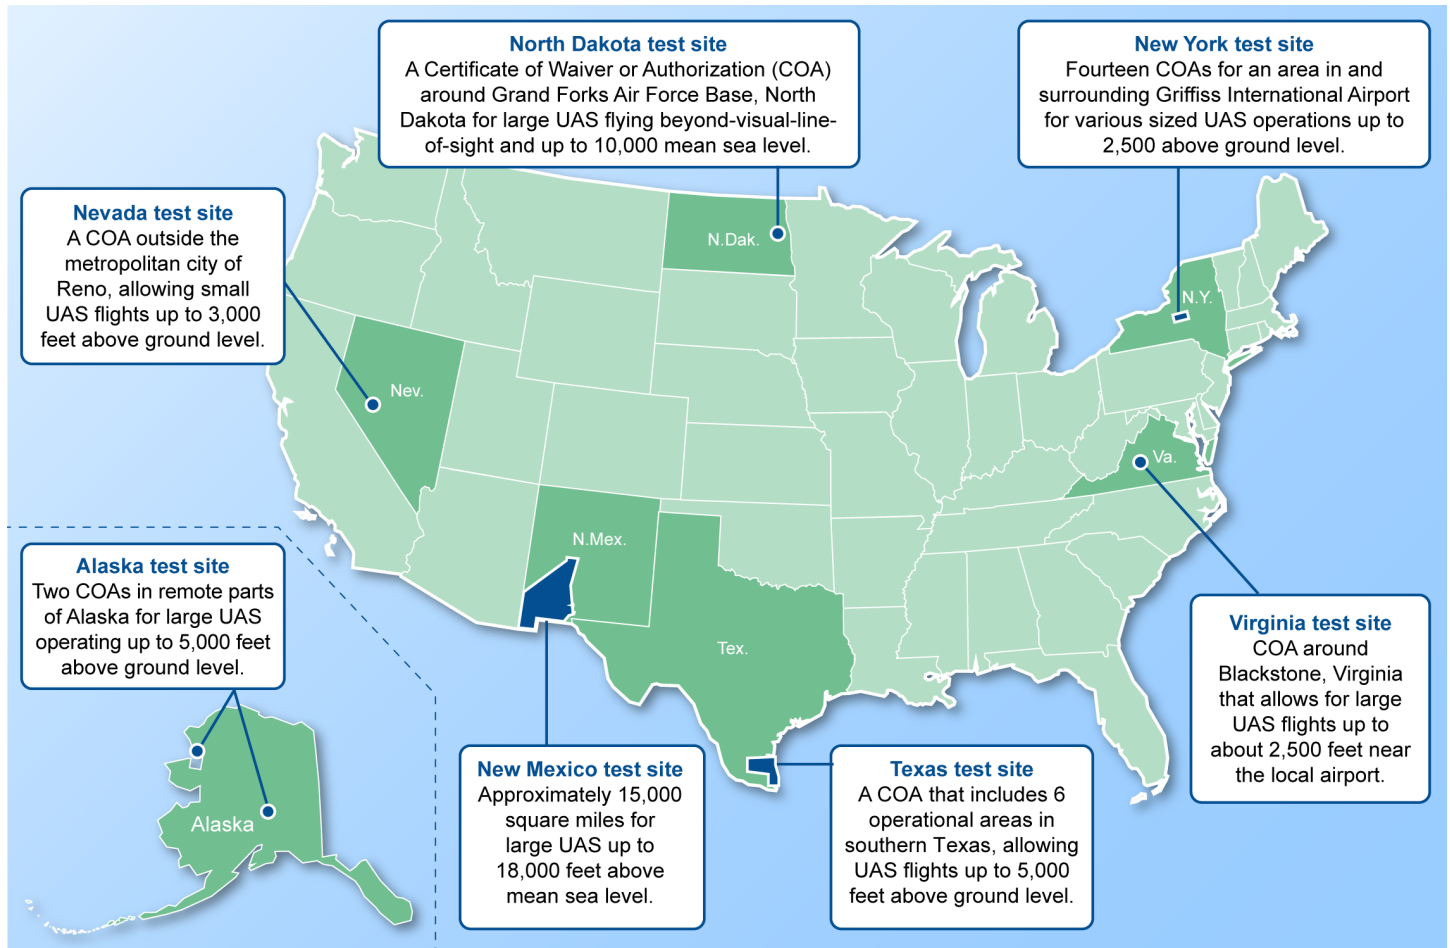 North Dakota test site
A Certificate of Waiver or Authorization (COA)
around Grand Forks Air Force Base, North
Dakota for large UAS flying beyond-visual-line-
of-sight and up to 10,000 mean sea level.
New York test site
Fourteen COAs for an area in and
surrounding Griffiss International Airport
for various sized UAS operations up to
2,500 above ground level.
Nevada test site
A COA outside the
metropolitan city of
Reno, allowing small
UAS flights up to 3,000
feet above ground level.
N.Dak.
N.Y.
Nev.
Va.
N.Mex.
Tex.
Alaska test site
Two COAs in remote parts
of Alaska for large UAS
operating up to 5,000 feet
above ground level.
Alaska
Virginia test site
COA around
Blackstone, Virginia
that allows for large
UAS flights up to
about 2,500 feet near
the local airport.
New Mexico test site
Approximately 15,000
square miles for
large UAS up to
18,000 feet above
mean sea level.
Texas test site
A COA that includes 6
operational areas in
southern Texas, allowing
UAS flights up to 5,000
feet above ground level.